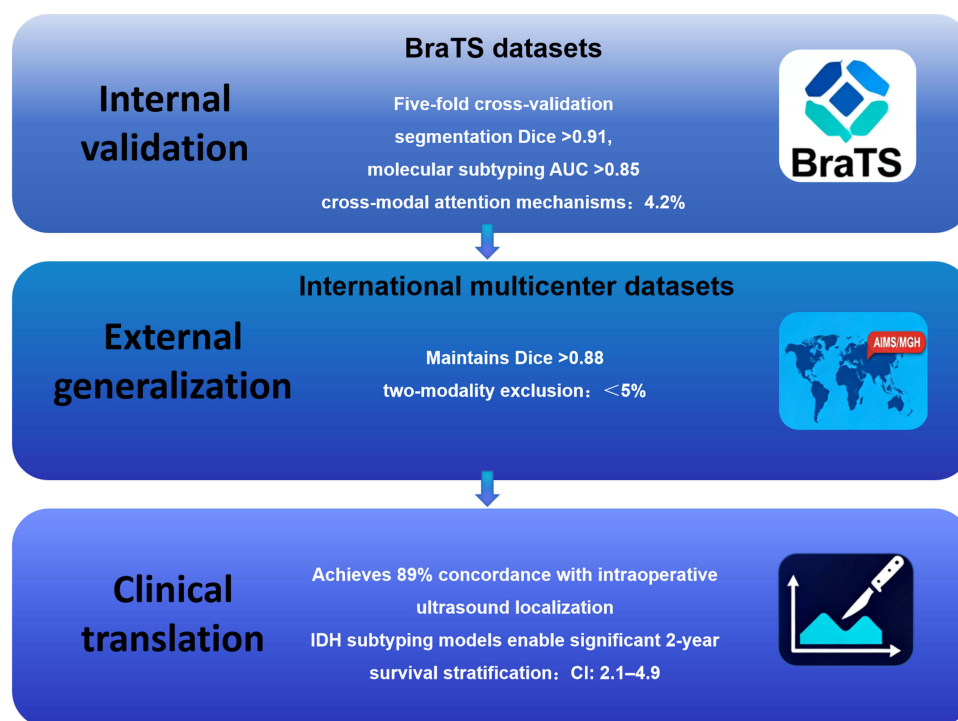 BraTS datasets
Internal
validation
Five-fold cross-validation
segmentation Dice >0.91,
molecular subtyping AUC >0.85
cross-modal attention mechanisms：4.2%
BraTS
International multicenter datasets
External
generalization
Maintains Dice >0.88
two-modality exclusion：＜5%
AIMS/MGH
Clinical
translation
Achieves 89% concordance with intraoperative
ultrasound localization
IDH subtyping models enable significant 2-year
survival stratification：CI: 2.1–4.9